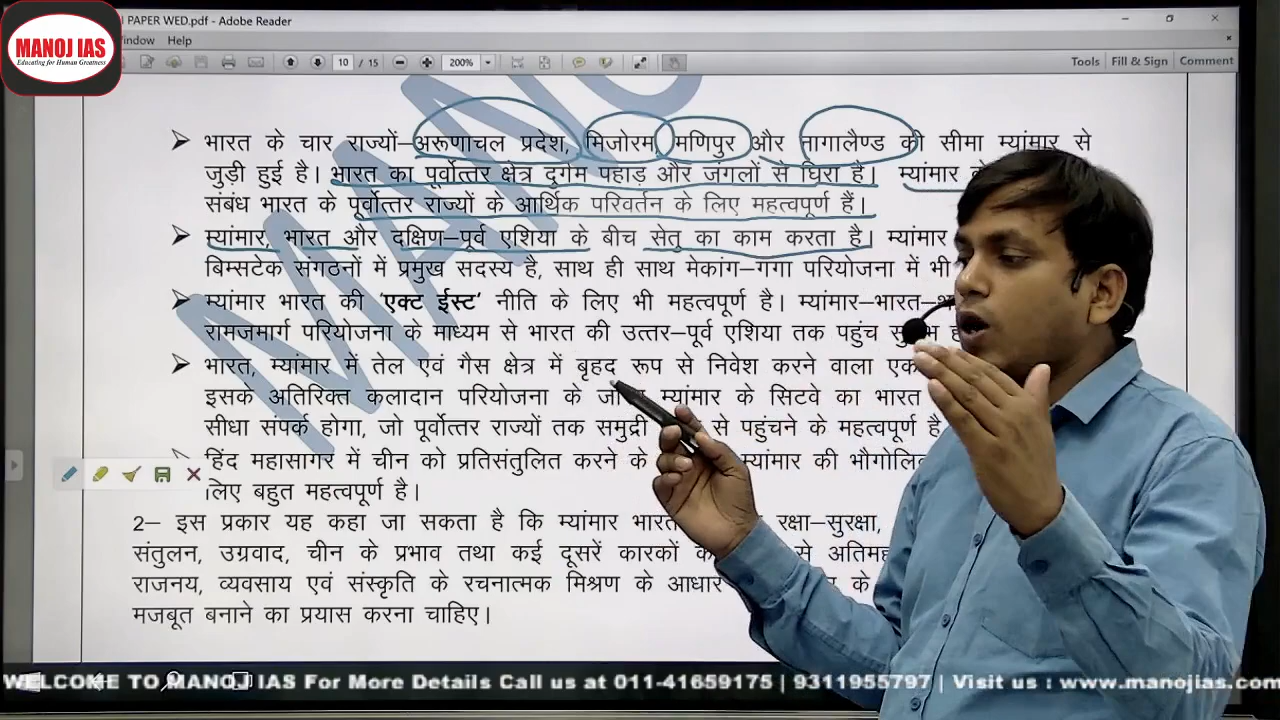 MANOJ IAS
Educating for Human Greatness
PAPER WED.pdf - Adobe Reader
Window Help
10 / 15 200% Tools Fill & Sign Comment
MANO
➢ भारत के चार राज्यों–अरूणाचल प्रदेश, मिजोरम, मणिपुर और नागालैण्ड की सीमा म्यांमार से
जुड़ी हुई है। भारत का पूर्वोत्तर क्षेत्र दुर्गम पहाड़ और जंगलों से घिरा है। म्यांमार
संबंध भारत के पूर्वोत्तर राज्यों के आर्थिक परिवर्तन के लिए महत्वपूर्ण हैं।
➢ म्यांमार, भारत और दक्षिण–पूर्व एशिया के बीच सेतु का काम करता है। म्यांमार
बिम्सटेक संगठनों में प्रमुख सदस्य है, साथ ही साथ मेकांग–गगा परियोजना में भी
➢ म्यांमार भारत की ‘एक्ट ईस्ट’ नीति के लिए भी महत्वपूर्ण है। म्यांमार–भारत–
रामजमार्ग परियोजना के माध्यम से भारत की उत्तर–पूर्व एशिया तक पहुंच
➢ भारत, म्यांमार में तेल एवं गैस क्षेत्र में बृहद रूप से निवेश करने वाला एक
इसके अतिरिक्त कलादान परियोजना के म्यांमार के सिटवे का भारत
सीधा संपर्क होगा, जो पूर्वोत्तर राज्यों तक समुद्री से पहुंचने के महत्वपूर्ण है
हिंद महासागर में चीन को प्रतिसंतुलित करने के म्यांमार की
लिए बहुत महत्वपूर्ण है।
2– इस प्रकार यह कहा जा सकता है कि म्यांमार भारत रक्षा–सुरक्षा,
संतुलन, उग्रवाद, चीन के प्रभाव तथा कई दूसरें कारकों से
राजनय, व्यवसाय एवं संस्कृति के रचनात्मक मिश्रण के आधार के
मजबूत बनाने का प्रयास करना चाहिए।
WELCOME TO MANOJ IAS For More Details Call us at 011-41659175 | 9311955797 | Visit us : www.manojias.com